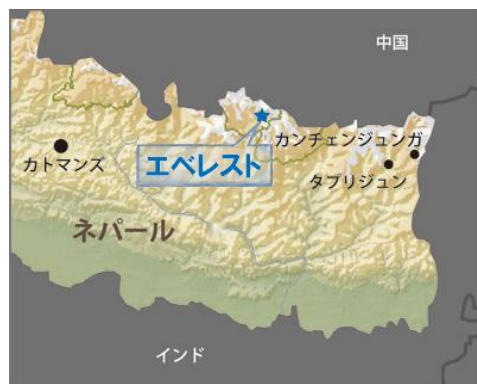 中国
カンチェンジュンガ
カトマンズ
エベレスト
タプリジュン
ネパール
インド